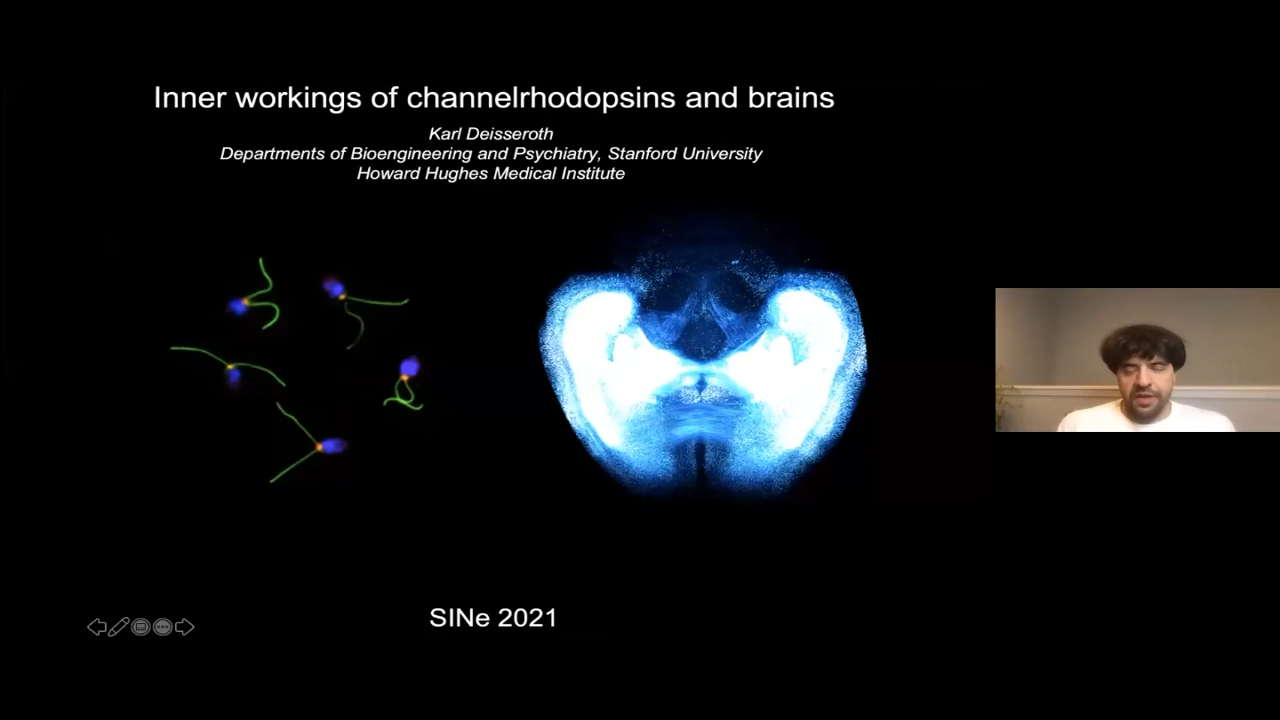 Inner workings of channelrhodopsins and brains
Karl Deisseroth
Departments of Bioengineering and Psychiatry, Stanford University
Howard Hughes Medical Institute
SINe 2021